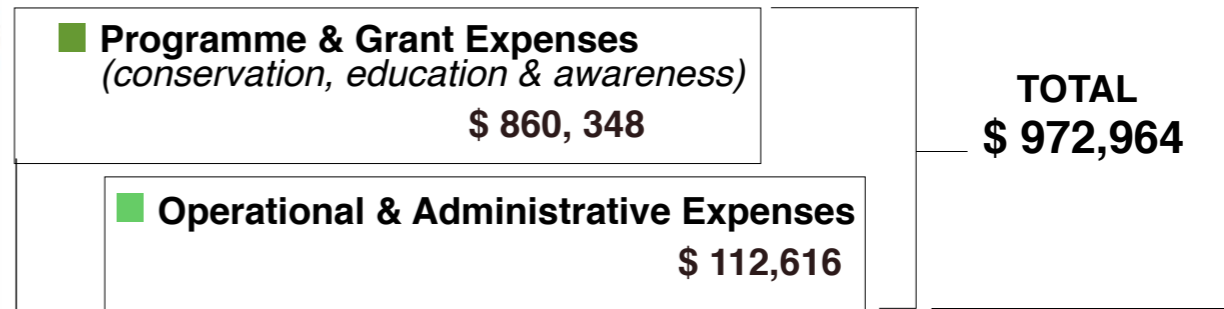 Programme & Grant Expenses
(conservation, education & awareness)
$ 860, 348
TOTAL
$ 972,964
Operational & Administrative Expenses
$ 112,616